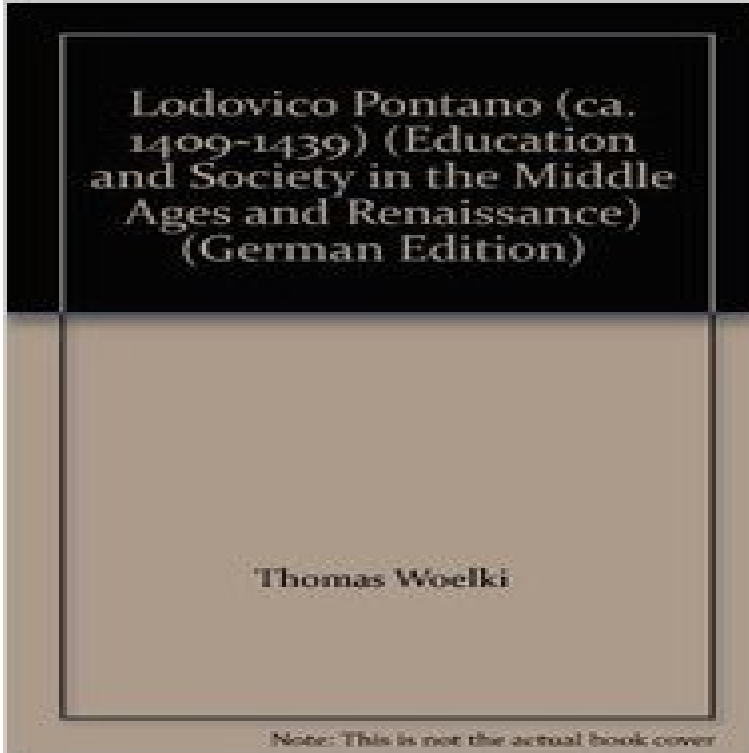 Lodovico Pontano (ca.
1409-1439) (Education
and Society in the Middle
Ages and Renaissance)
(German Edition)
Thomas Woelki
Note: This is not the actual book cover